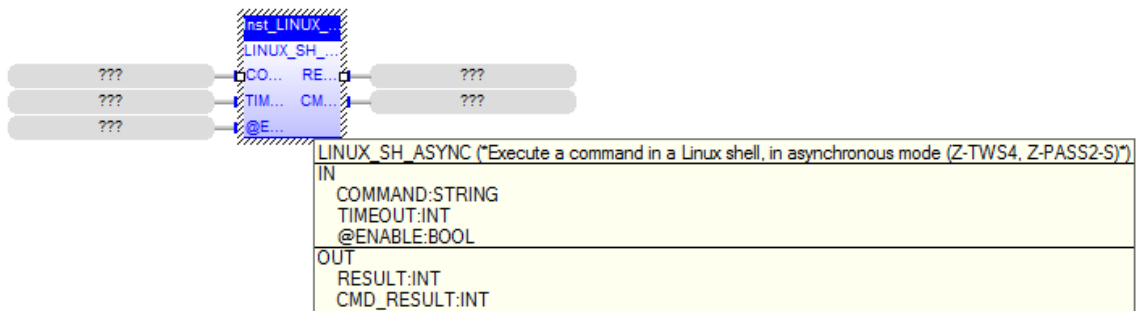 Inst_LINUX_...
LINUX_SH_...
??? CO... RE... ???
??? TIM... CM... ???
??? @E...
LINUX_SH_ASYNC (*Execute a command in a Linux shell, in asynchronous mode (Z-TWS4, Z-PASS2-S)*)
IN
COMMAND:STRING
TIMEOUT:INT
@ENABLE:BOOL
OUT
RESULT:INT
CMD_RESULT:INT